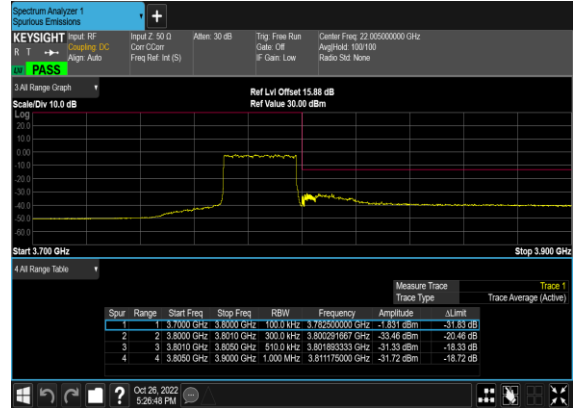 Spectrum Analyzer 1
Spurious Emissions
KEYSIGHT Input: RF Input Z: 50 Ω Atten: 30 dB Trig: Free Run Center Freq: 22.005000000 GHz
R T Coupling: DC Corr CCorr Gate: Off Avg|Hold: 100/100
Align: Auto Freq Ref: Int (S) IF Gain: Low Radio Std: None
PASS
3 All Range Graph
Ref Lvl Offset 15.88 dB
Scale/Div 10.0 dB Ref Value 30.00 dBm
Log
20.0
10.0
0.00
-10.0
-20.0
-30.0
-40.0
-50.0
-60.0
Start 3.700 GHz Stop 3.900 GHz
4 All Range Table
Measure Trace Trace 1
Trace Type Trace Average (Active)
Spur Range Start Freq Stop Freq RBW Frequency Amplitude ΔLimit
1 1 3.7000 GHz 3.8000 GHz 100.0 kHz 3.782500000 GHz -1.831 dBm -31.83 dB
2 2 3.8000 GHz 3.8010 GHz 300.0 kHz 3.800291667 GHz -33.46 dBm -20.46 dB
3 3 3.8010 GHz 3.8050 GHz 510.0 kHz 3.801893333 GHz -31.33 dBm -18.33 dB
4 4 3.8050 GHz 3.9000 GHz 1.000 MHz 3.811175000 GHz -31.72 dBm -18.72 dB
Oct 26, 2022
5:26:48 PM